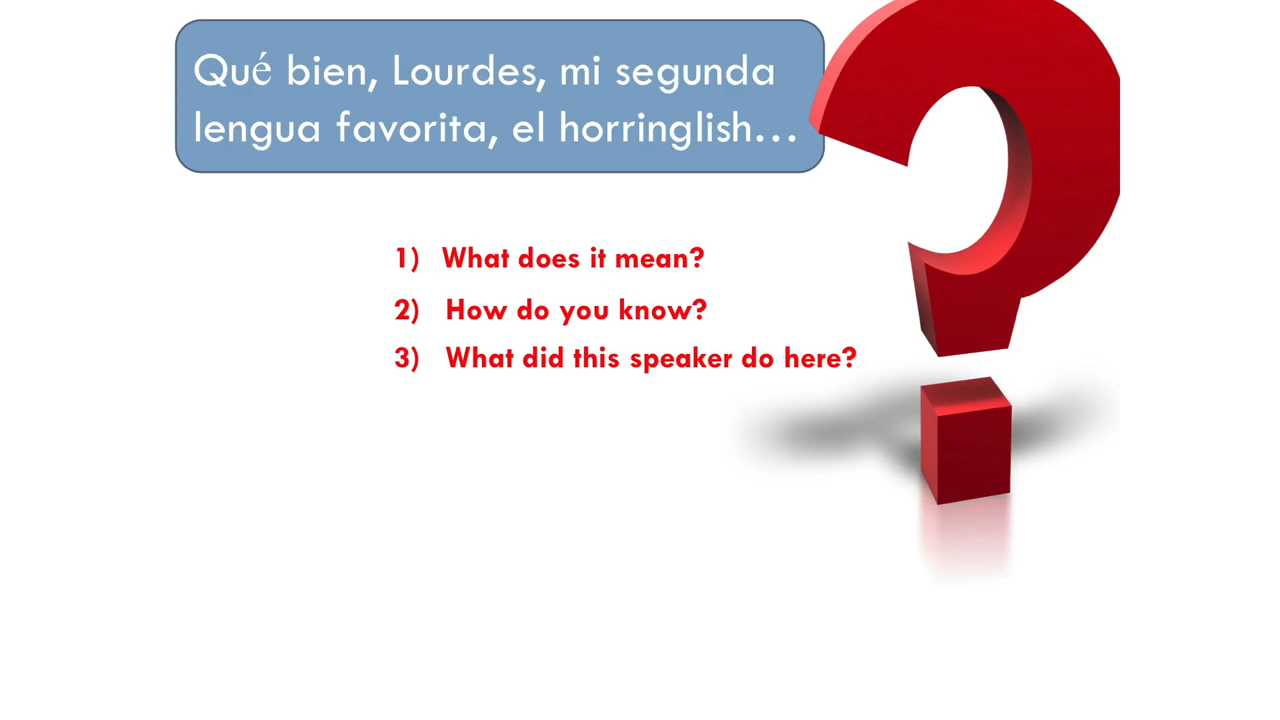 Qué bien, Lourdes, mi segunda
lengua favorita, el horringlish…
1) What does it mean?
2) How do you know?
3) What did this speaker do here?